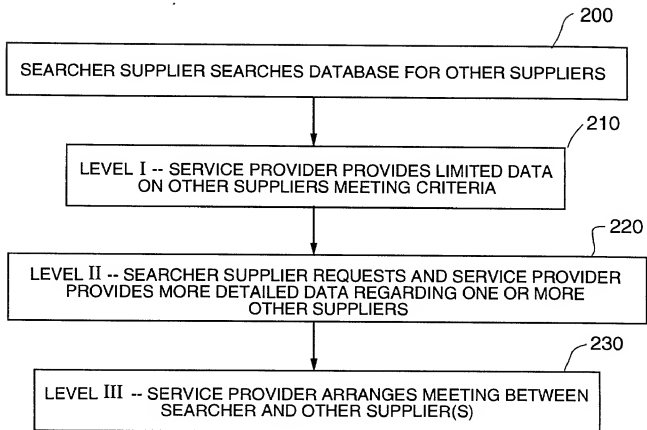 200
SEARCHER SUPPLIER SEARCHES DATABASE FOR OTHER SUPPLIERS
210
LEVEL I -- SERVICE PROVIDER PROVIDES LIMITED DATA
ON OTHER SUPPLIERS MEETING CRITERIA
220
LEVEL II -- SEARCHER SUPPLIER REQUESTS AND SERVICE PROVIDER
PROVIDES MORE DETAILED DATA REGARDING ONE OR MORE
OTHER SUPPLIERS
230
LEVEL III -- SERVICE PROVIDER ARRANGES MEETING BETWEEN
SEARCHER AND OTHER SUPPLIER(S)